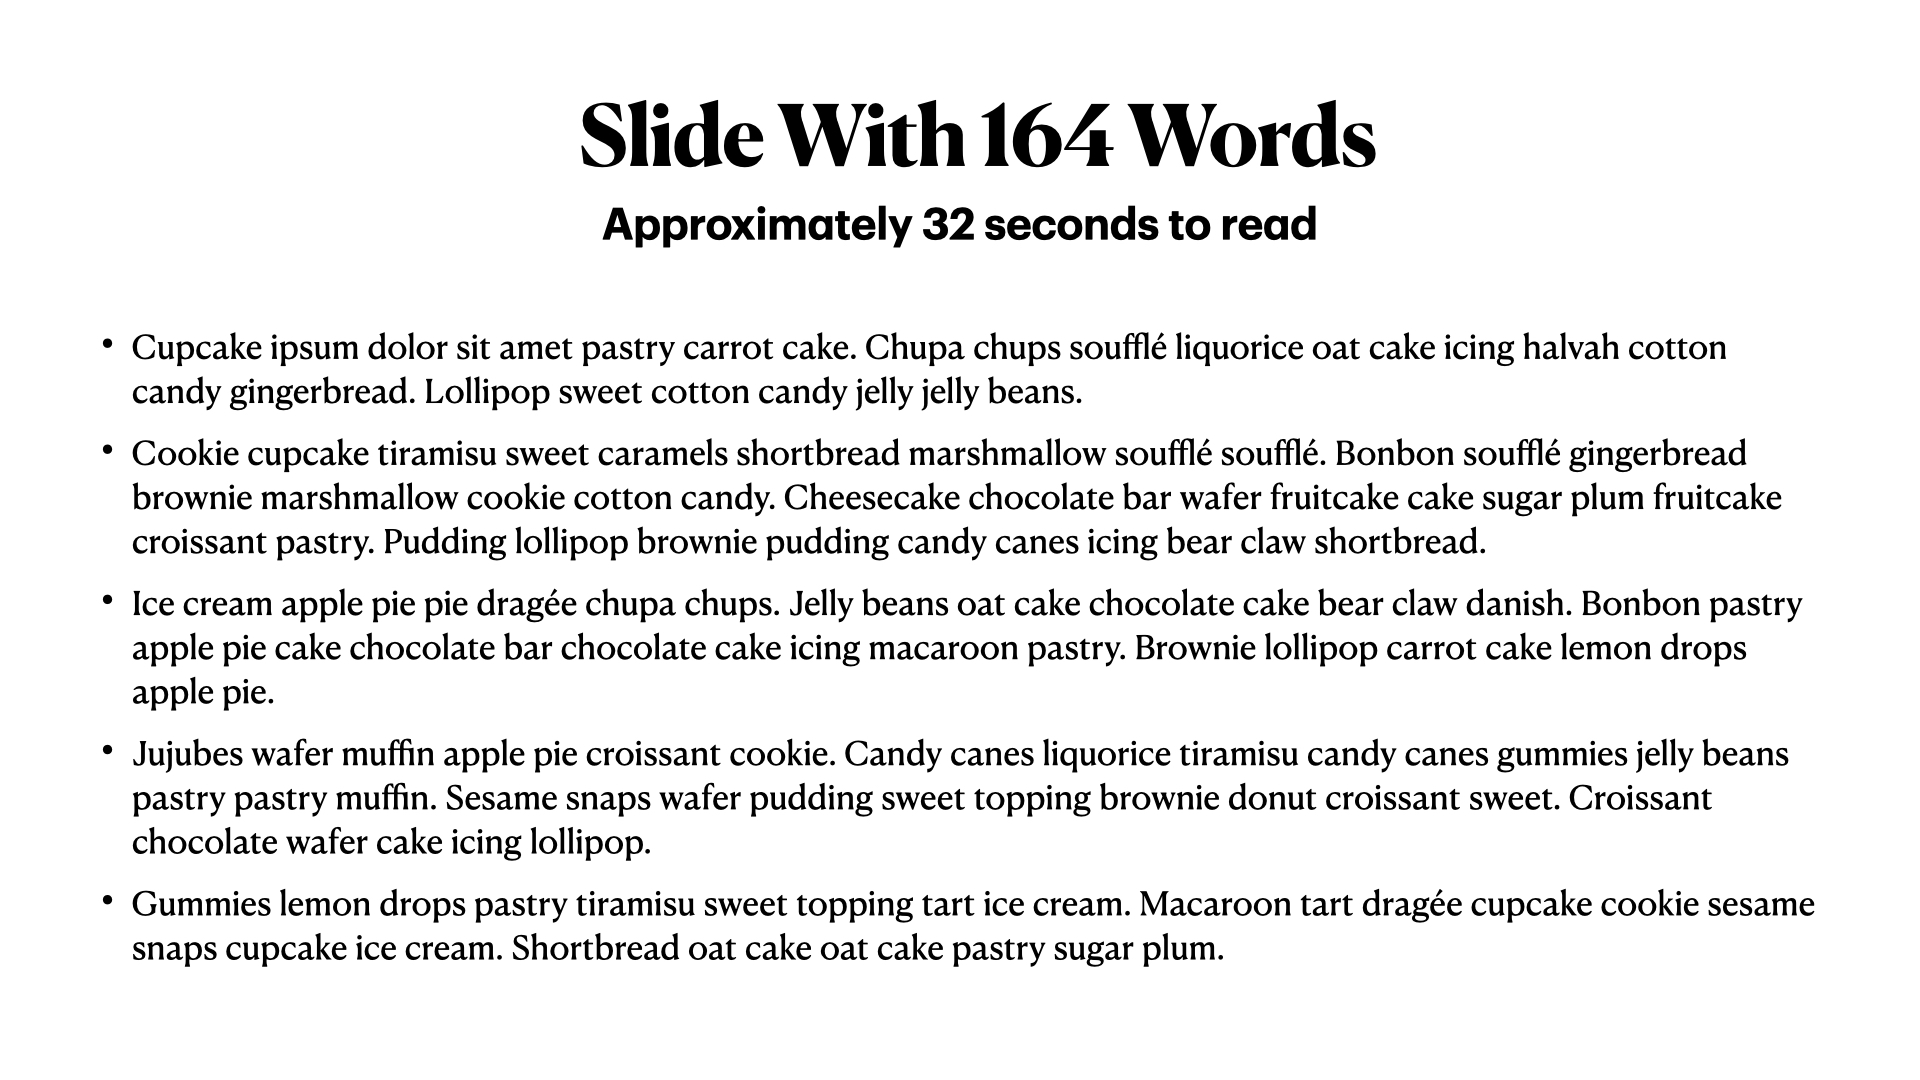 Slide With 164 Words
Approximately 32 seconds to read
• Cupcake ipsum dolor sit amet pastry carrot cake. Chupa chups soufflé liquorice oat cake icing halvah cotton
candy gingerbread. Lollipop sweet cotton candy jelly jelly beans.
• Cookie cupcake tiramisu sweet caramels shortbread marshmallow soufflé soufflé. Bonbon soufflé gingerbread
brownie marshmallow cookie cotton candy. Cheesecake chocolate bar wafer fruitcake cake sugar plum fruitcake
croissant pastry. Pudding lollipop brownie pudding candy canes icing bear claw shortbread.
• Ice cream apple pie pie dragée chupa chups. Jelly beans oat cake chocolate cake bear claw danish. Bonbon pastry
apple pie cake chocolate bar chocolate cake icing macaroon pastry. Brownie lollipop carrot cake lemon drops
apple pie.
• Jujubes wafer muffin apple pie croissant cookie. Candy canes liquorice tiramisu candy canes gummies jelly beans
pastry pastry muffin. Sesame snaps wafer pudding sweet topping brownie donut croissant sweet. Croissant
chocolate wafer cake icing lollipop.
• Gummies lemon drops pastry tiramisu sweet topping tart ice cream. Macaroon tart dragée cupcake cookie sesame
snaps cupcake ice cream. Shortbread oat cake oat cake pastry sugar plum.